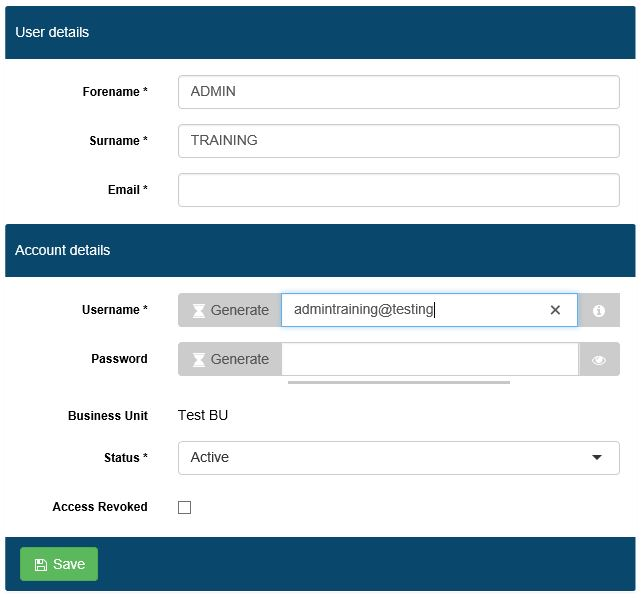 User details
Forename * ADMIN
Surname * TRAINING
Email *
Account details
Username * Generate admintraining@testing
Password Generate
Business Unit Test BU
Status * Active
Access Revoked
Save